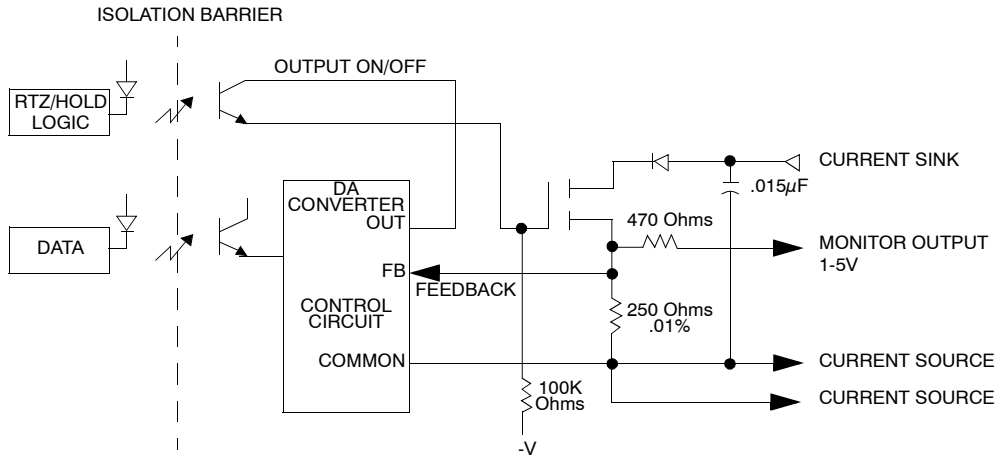 ISOLATION BARRIER
OUTPUT ON/OFF
RTZ/HOLD
LOGIC
CURRENT SINK
.015µF
DA
CONVERTER
OUT
DATA
470 Ohms
MONITOR OUTPUT
1-5V
FB
FEEDBACK
CONTROL
CIRCUIT
250 Ohms
.01%
COMMON
CURRENT SOURCE
100K
Ohms
CURRENT SOURCE
-V